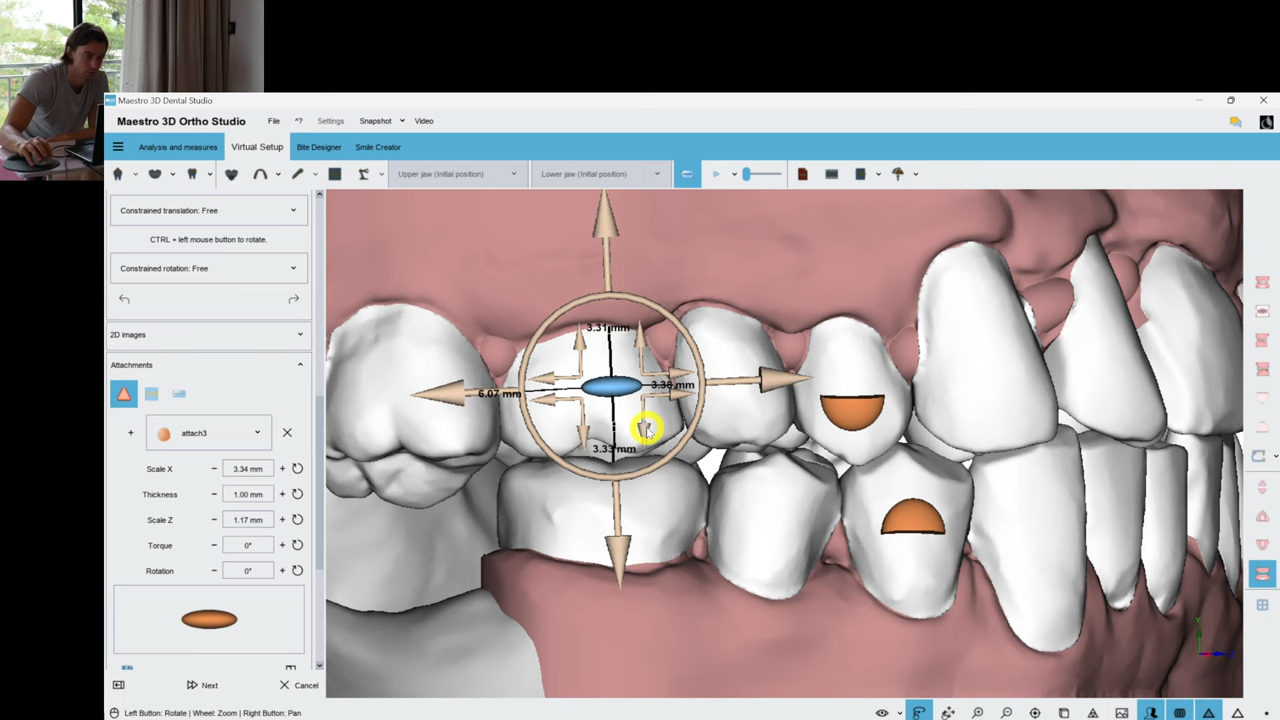 Maestro 3D Dental Studio
Maestro 3D Ortho Studio
File
^?
Settings
Snapshot
Video
Analysis and measures
Virtual Setup
Bite Designer
Smile Creator
Upper jaw (Initial position)
Lower jaw (Initial position)
Constrained translation: Free
CTRL + left mouse button to rotate.
Constrained rotation: Free
2D images
Attachments
attach3
Scale X - 3.34 mm +
Thickness - 1.00 mm +
Scale Z - 1.17 mm +
Torque - 0° +
Rotation - 0° +
Next
Cancel
Left Button: Rotate | Wheel: Zoom | Right Button: Pan
3.31 mm
6.07 mm
3.38 mm
3.33 mm
Y